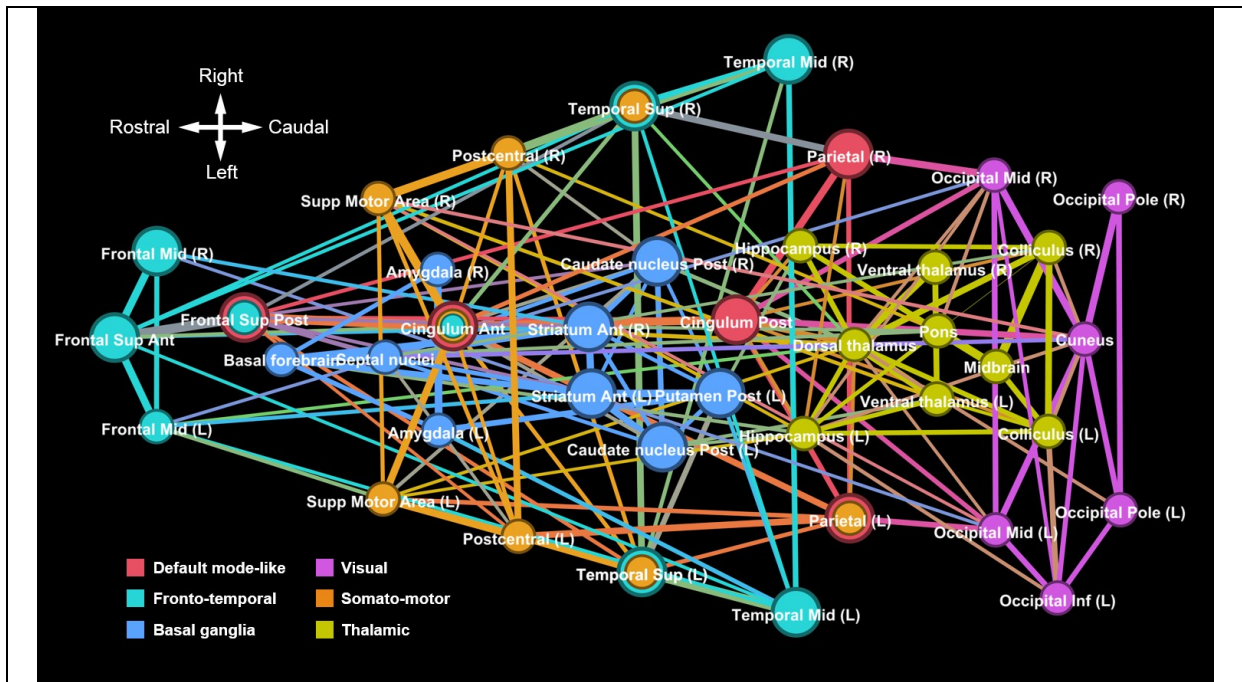 Temporal Mid (R)
Right
Temporal Sup (R)
Rostral
Caudal
Postcentral (R)
Parietal (R)
Left
Occipital Mid (R)
Supp Motor Area (R)
Occipital Pole (R)
Frontal Mid (R)
Hippocampus (R)
Colliculus (R)
Amygdala (R)
Caudate nucleus Post (R)
Ventral thalamus (R)
Frontal Sup Post
Cingulum Ant
Striatum Ant (R)
Cingulum Post
Pons
Frontal Sup Ant
Dorsal thalamus
Cuneus
Basal forebrain
Septal nuclei
Midbrain
Striatum Ant (L)
Putamen Post (L)
Ventral thalamus (L)
Frontal Mid (L)
Amygdala (L)
Hippocampus (L)
Colliculus (L)
Caudate nucleus Post (L)
Supp Motor Area (L)
Occipital Pole (L)
Parietal (L)
Postcentral (L)
Occipital Mid (L)
Default mode-like
Visual
Temporal Sup (L)
Fronto-temporal
Somato-motor
Occipital Inf (L)
Temporal Mid (L)
Basal ganglia
Thalamic